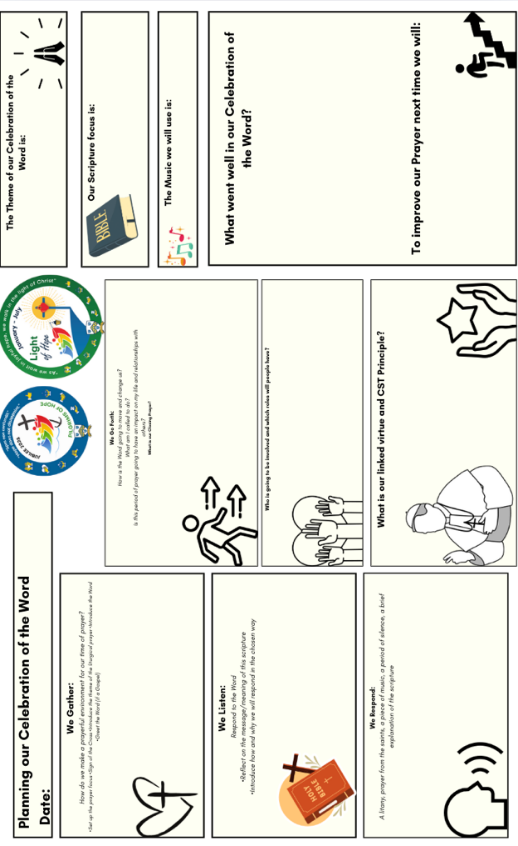 Planning our Celebration of the Word
Date:
We Gather:
How do we make a prayerful environment for our time of prayer?
•Set up the prayer focus•Sign of the Cross•Introduce the theme of the liturgical prayer•Introduce the Word
•Greet the Word (if a Gospel)
We Listen:
Respond to the Word
•Reflect on the message/meaning of this scripture
•Introduce how and why we will respond in the chosen way
HOLY
BIBLE
We Respond:
A litany, prayer from the saints, a piece of music, a period of silence, a brief
explanation of the scripture
JUBILEE 2025
PILGRIMS OF HOPE
January - July
Light
of Hope
We Go Forth:
How is the Word going to move and change us?
What am I called to do?
Is this period of prayer going to have an impact on my life and relationships with
others?
What is our Closing Prayer?
Who is going to be involved and which roles will people have?
What is our linked virtue and CST Principle?
The Theme of our Celebration of the
Word is:
Our Scripture focus is:
BIBLE
The Music we will use is:
What went well in our Celebration of
the Word?
To improve our Prayer next time we will: